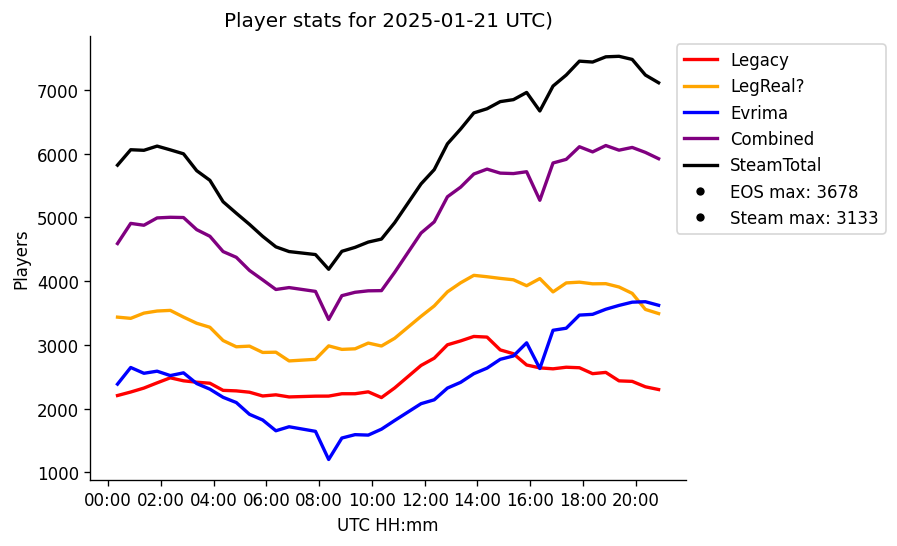 Player stats for 2025-01-21 UTC)
Legacy
LegReal?
Evrima
Combined
SteamTotal
EOS max: 3678
Steam max: 3133
Players
7000
6000
5000
4000
3000
2000
1000
00:00 02:00 04:00 06:00 08:00 10:00 12:00 14:00 16:00 18:00 20:00
UTC HH:mm